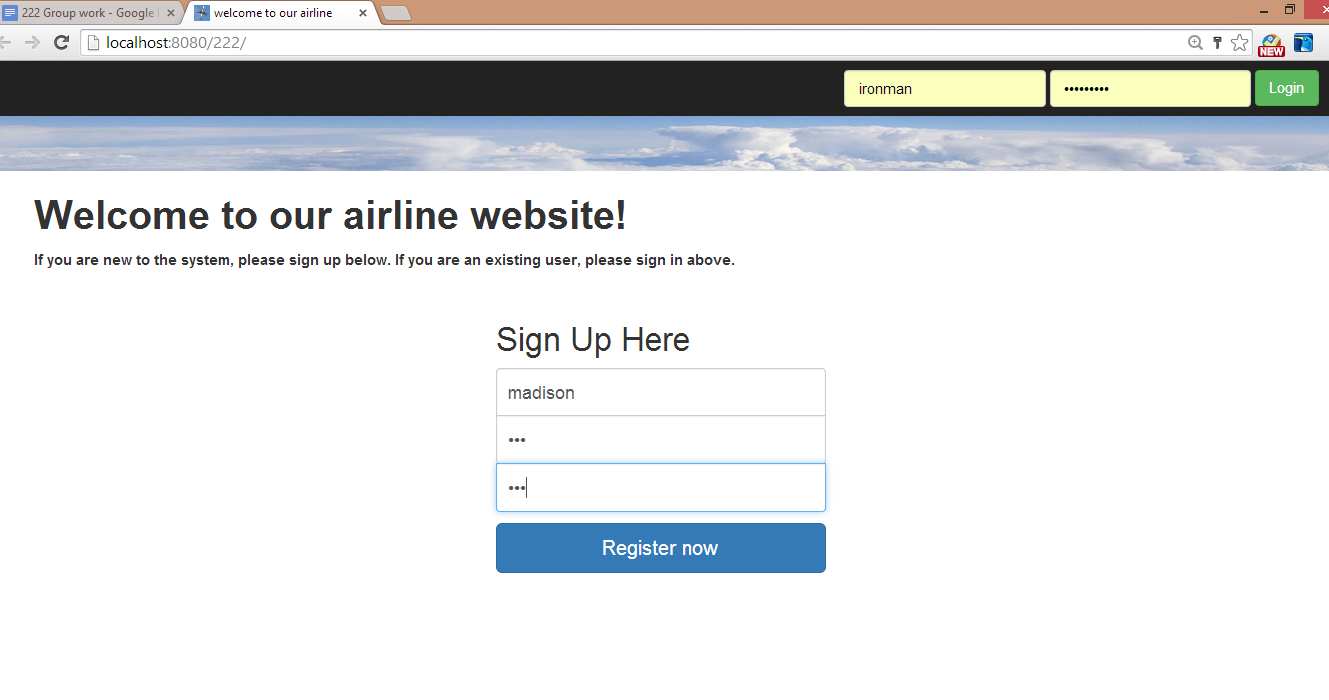 222 Group work - Google
welcome to our airline
localhost:8080/222/
NEW
ironman
•••••••••
Login
Welcome to our airline website!
If you are new to the system, please sign up below. If you are an existing user, please sign in above.
Sign Up Here
madison
•••
•••
Register now